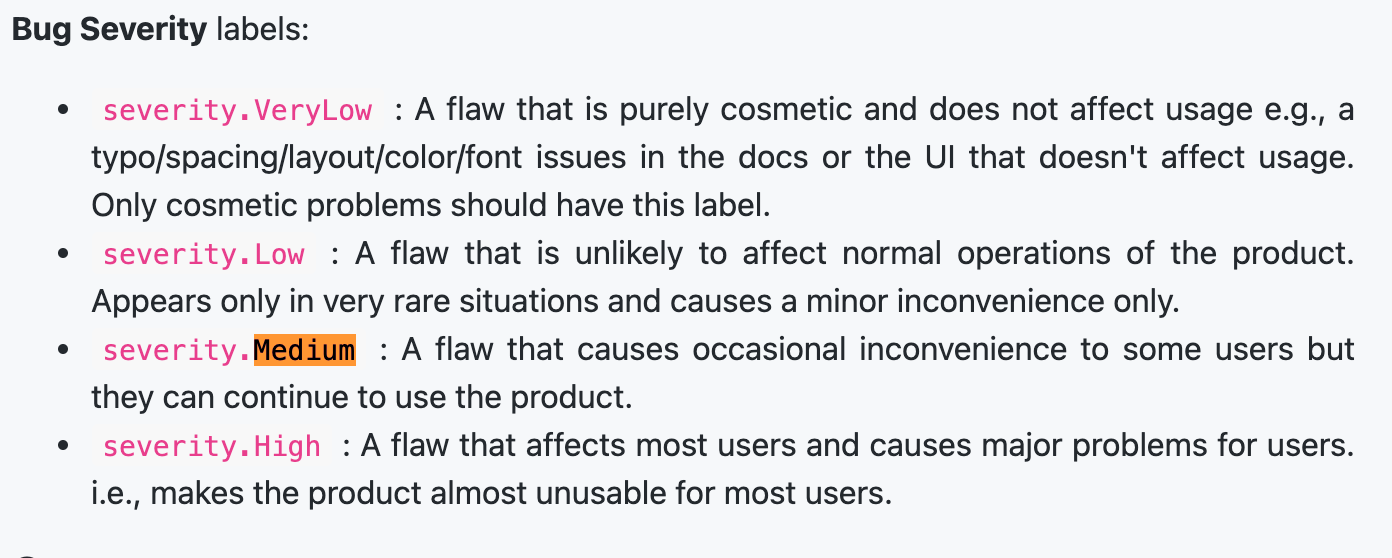 Bug Severity labels:
• severity.VeryLow : A flaw that is purely cosmetic and does not affect usage e.g., a
typo/spacing/layout/color/font issues in the docs or the UI that doesn't affect usage.
Only cosmetic problems should have this label.
• severity.Low : A flaw that is unlikely to affect normal operations of the product.
Appears only in very rare situations and causes a minor inconvenience only.
• severity.Medium : A flaw that causes occasional inconvenience to some users but
they can continue to use the product.
• severity.High : A flaw that affects most users and causes major problems for users.
i.e., makes the product almost unusable for most users.